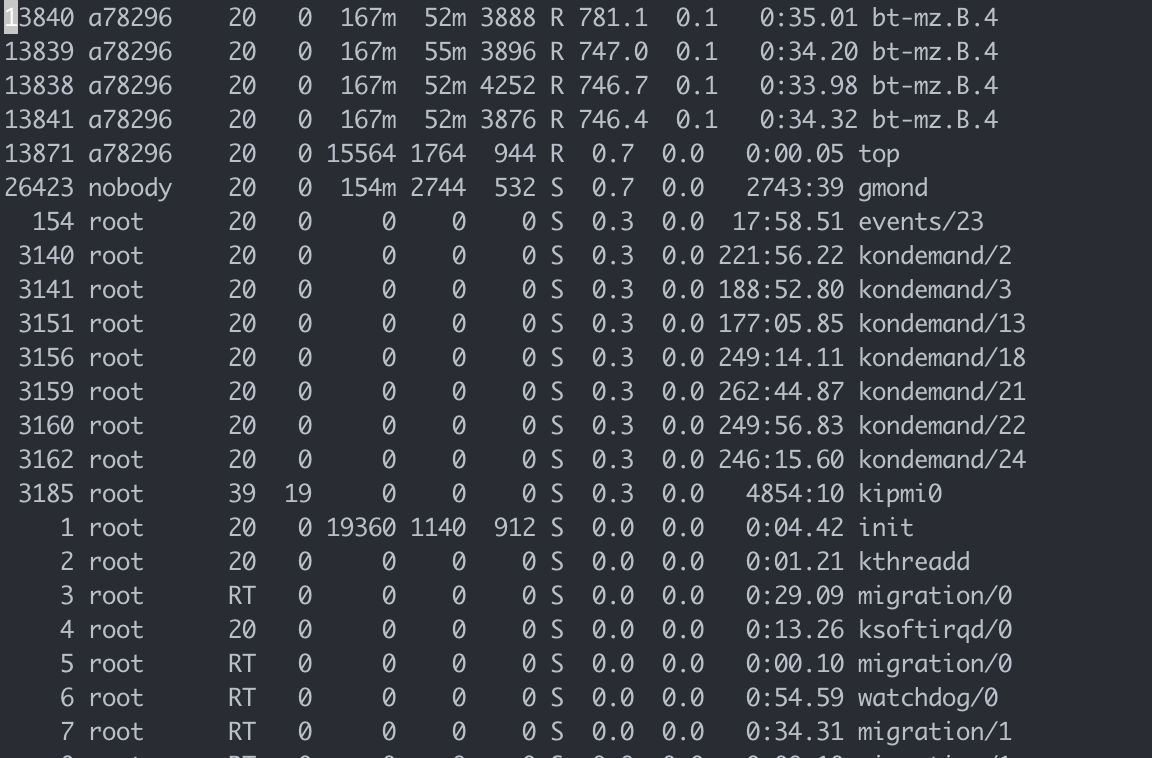 13840 a78296    20   0  167m  52m 3888 R 781.1  0.1   0:35.01 bt-mz.B.4
13839 a78296    20   0  167m  55m 3896 R 747.0  0.1   0:34.20 bt-mz.B.4
13838 a78296    20   0  167m  52m 4252 R 746.7  0.1   0:33.98 bt-mz.B.4
13841 a78296    20   0  167m  52m 3876 R 746.4  0.1   0:34.32 bt-mz.B.4
13871 a78296    20   0 15564 1764  944 R  0.7  0.0   0:00.05 top
26423 nobody    20   0  154m 2744  532 S  0.7  0.0   2743:39 gmond
  154 root      20   0     0    0    0 S  0.3  0.0  17:58.51 events/23
 3140 root      20   0     0    0    0 S  0.3  0.0 221:56.22 kondemand/2
 3141 root      20   0     0    0    0 S  0.3  0.0 188:52.80 kondemand/3
 3151 root      20   0     0    0    0 S  0.3  0.0 177:05.85 kondemand/13
 3156 root      20   0     0    0    0 S  0.3  0.0 249:14.11 kondemand/18
 3159 root      20   0     0    0    0 S  0.3  0.0 262:44.87 kondemand/21
 3160 root      20   0     0    0    0 S  0.3  0.0 249:56.83 kondemand/22
 3162 root      20   0     0    0    0 S  0.3  0.0 246:15.60 kondemand/24
 3185 root      39  19     0    0    0 S  0.3  0.0   4854:10 kipmi0
    1 root      20   0 19360 1140  912 S  0.0  0.0   0:04.42 init
    2 root      20   0     0    0    0 S  0.0  0.0   0:01.21 kthreadd
    3 root      RT   0     0    0    0 S  0.0  0.0   0:29.09 migration/0
    4 root      20   0     0    0    0 S  0.0  0.0   0:13.26 ksoftirqd/0
    5 root      RT   0     0    0    0 S  0.0  0.0   0:00.10 migration/0
    6 root      RT   0     0    0    0 S  0.0  0.0   0:54.59 watchdog/0
    7 root      RT   0     0    0    0 S  0.0  0.0   0:34.31 migration/1